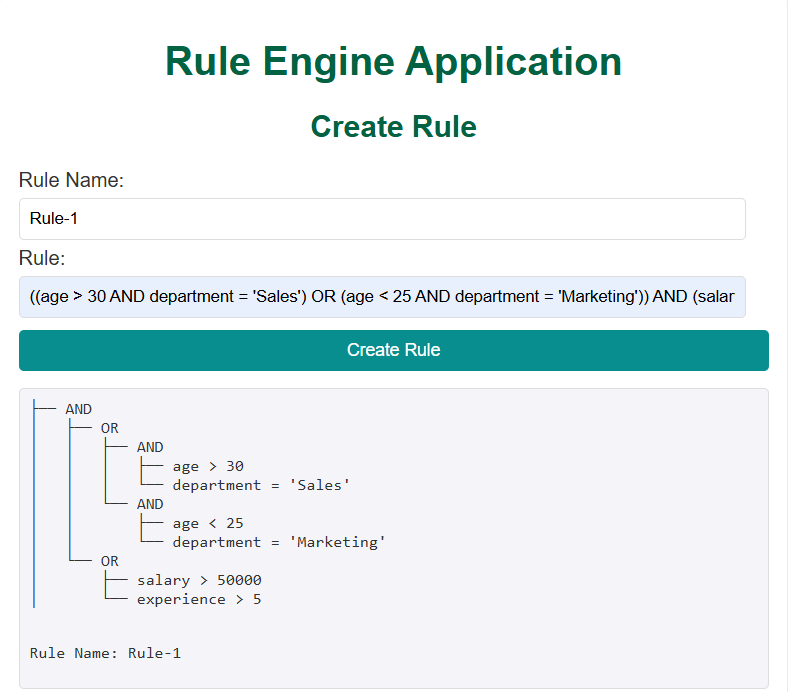 Rule Engine Application
Create Rule
Rule Name:
Rule-1
Rule:
((age > 30 AND department = 'Sales') OR (age < 25 AND department = 'Marketing')) AND (salar
Create Rule
├── AND
│   ├── OR
│   │   ├── AND
│   │   │   ├── age > 30
│   │   │   └── department = 'Sales'
│   │   └── AND
│   │       ├── age < 25
│   │       └── department = 'Marketing'
│   └── OR
│       ├── salary > 50000
│       └── experience > 5
Rule Name: Rule-1